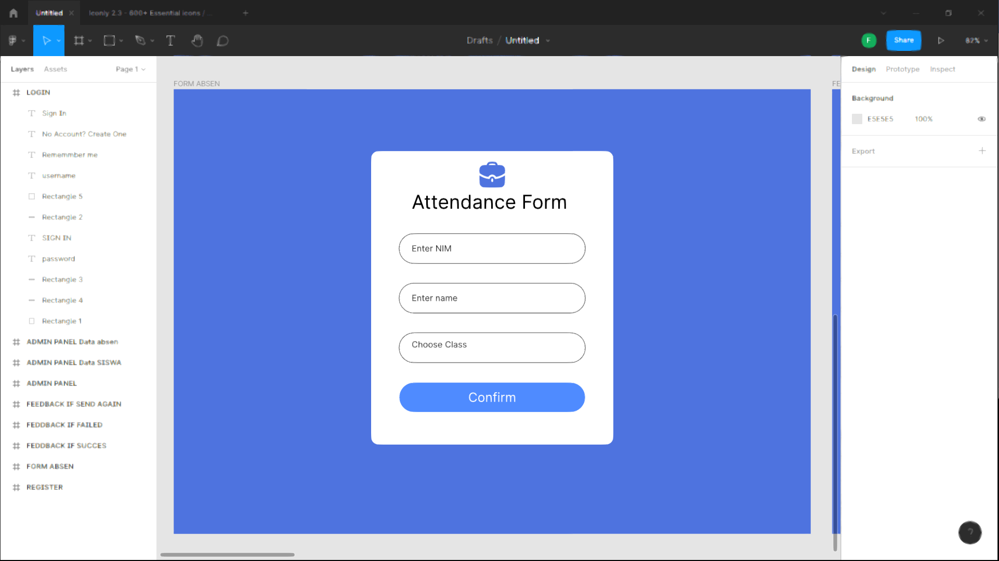 Untitled
Iconly 2.3 - 600+ Essential icons / ...
Drafts / Untitled
F
Share
82%
Layers
Assets
Page 1
Design
Prototype
Inspect
LOGIN
Sign In
No Account? Create One
Rememmber me
username
Rectangle 5
Rectangle 2
SIGN IN
password
Rectangle 3
Rectangle 4
Rectangle 1
ADMIN PANEL Data absen
ADMIN PANEL Data SISWA
ADMIN PANEL
FEEDBACK IF SEND AGAIN
FEDDBACK IF FAILED
FEDDBACK IF SUCCES
FORM ABSEN
REGISTER
FORM ABSEN
FE
Attendance Form
Enter NIM
Enter name
Choose Class
Confirm
Background
E5E5E5 100%
Export
?